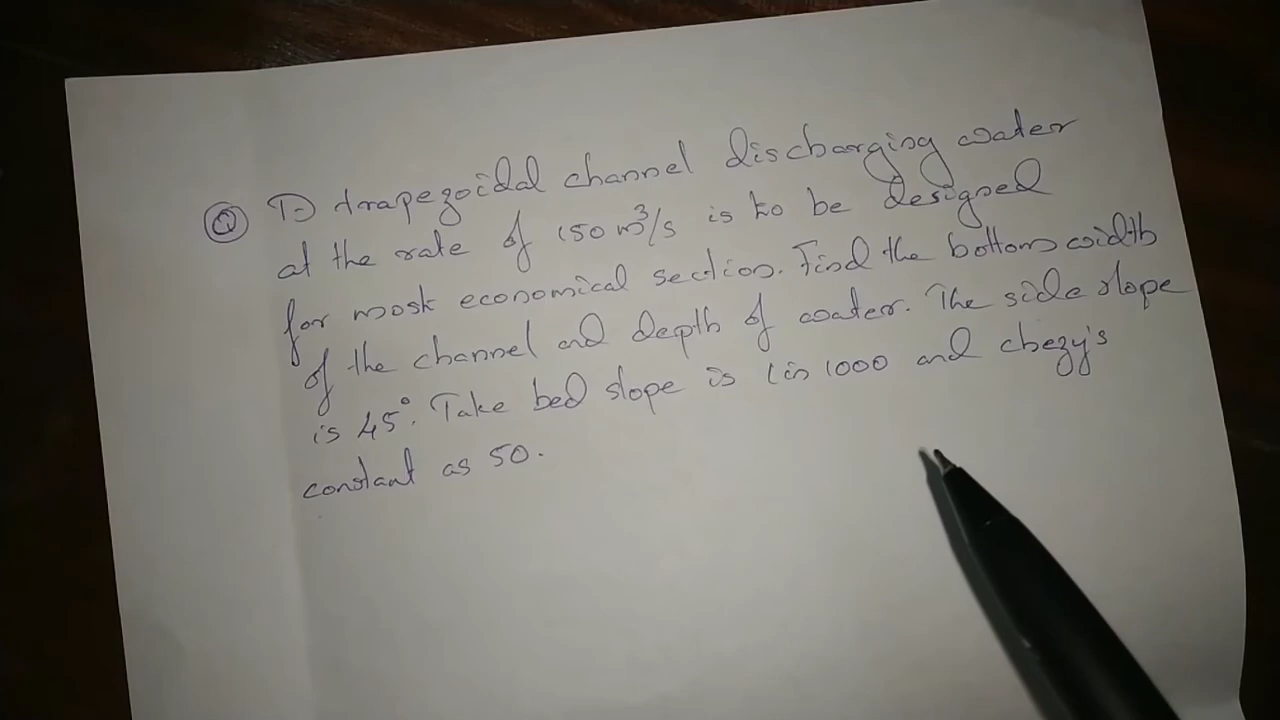 Q 1) trapezoidal channel discharging water
at the rate of 150 m³/s is to be designed
for most economical section. Find the bottom width
of the channel and depth of water. The side slope
is 45°. Take bed slope is 1 in 1000 and chezy's
constant as 50.